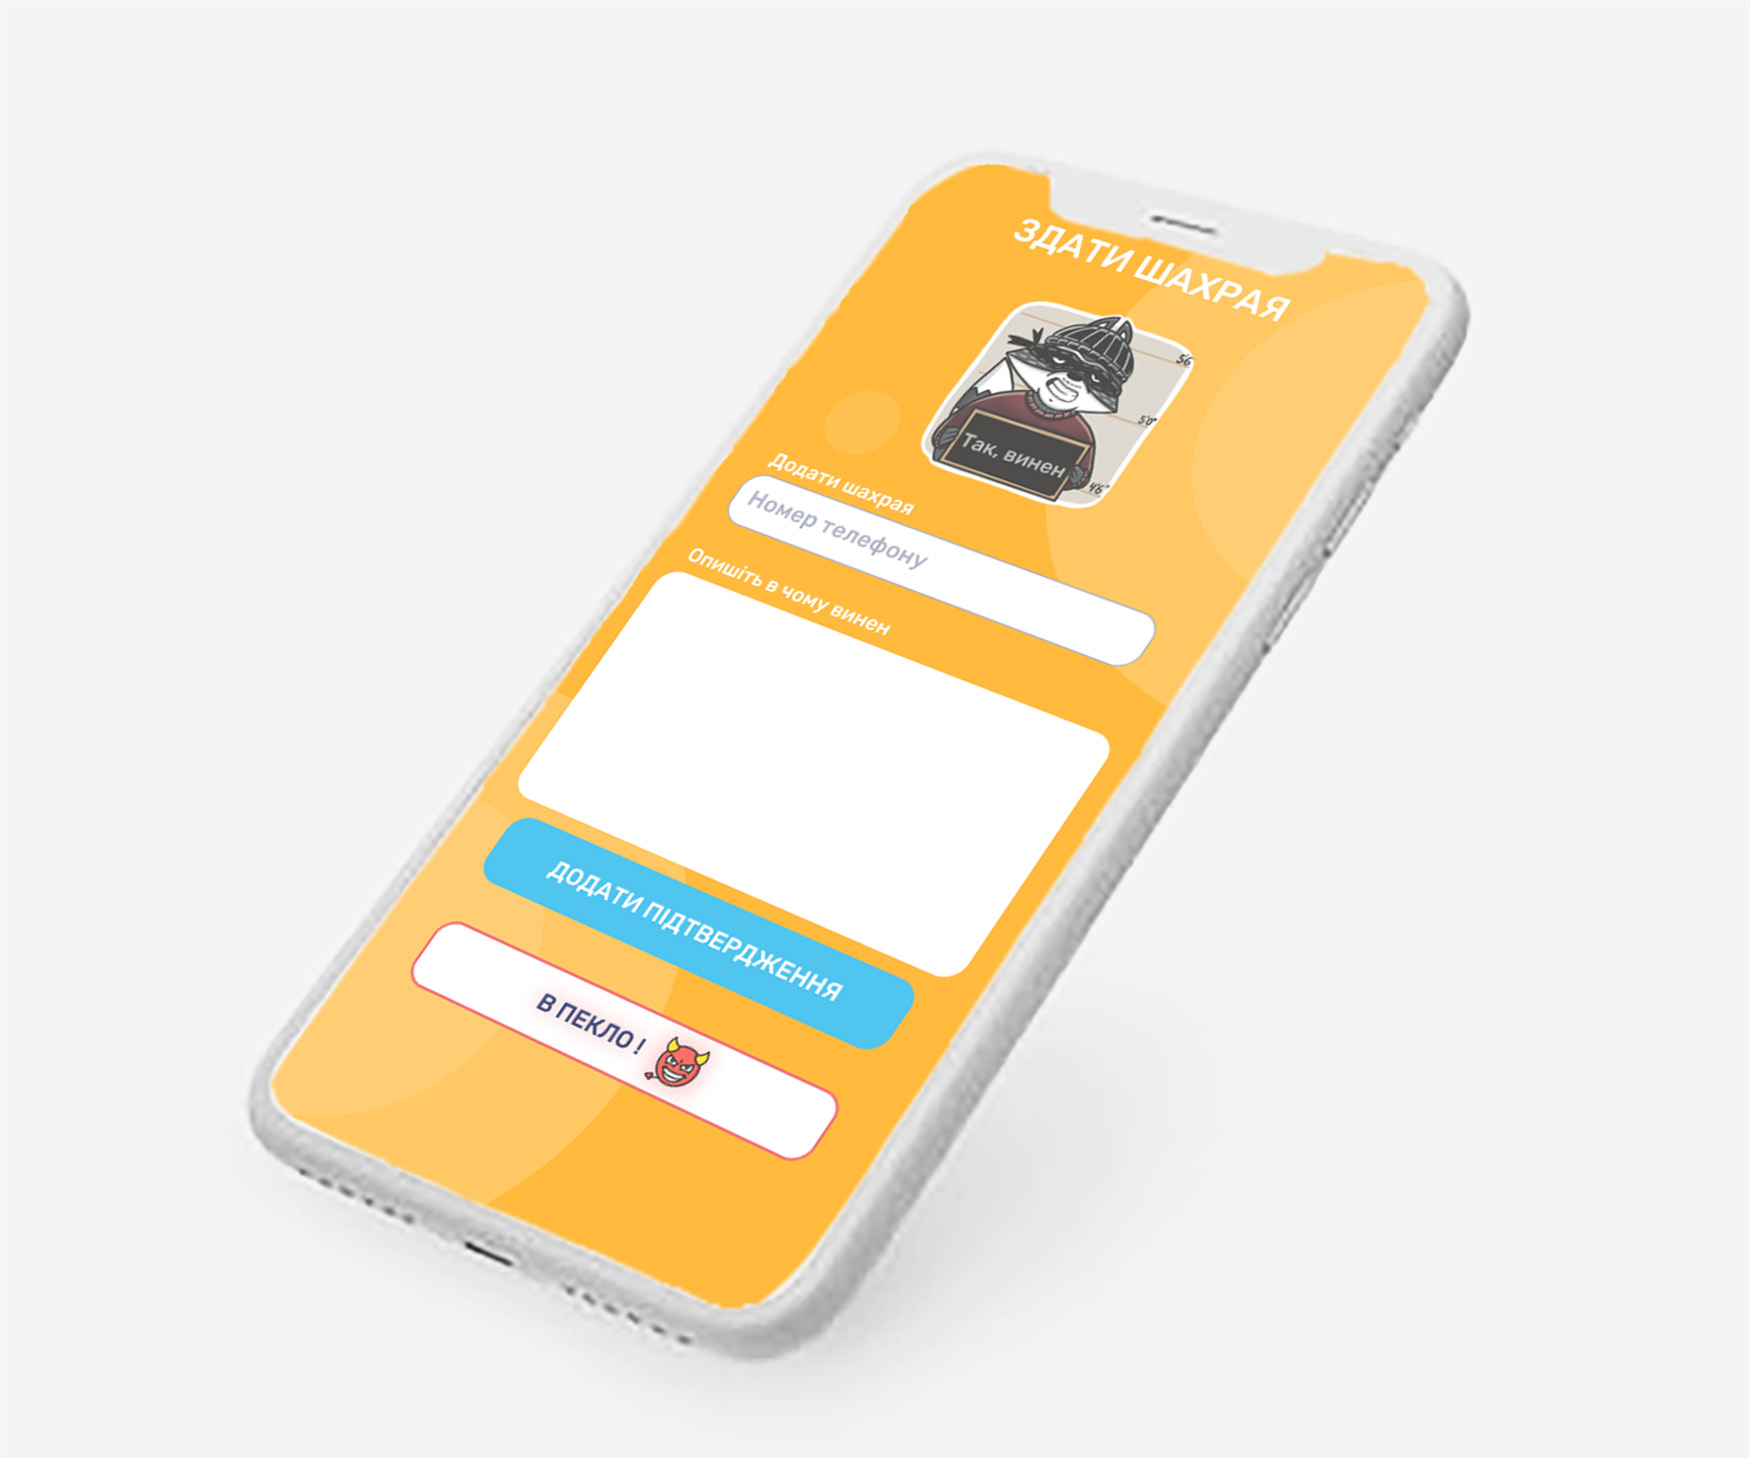 ЗДАТИ ШАХРАЯ
5'6
5'0"
4'6"
Так, винен
Додати шахрая
Номер телефону
Опишіть в чому винен
ДОДАТИ ПІДТВЕРДЖЕННЯ
В ПЕКЛО !